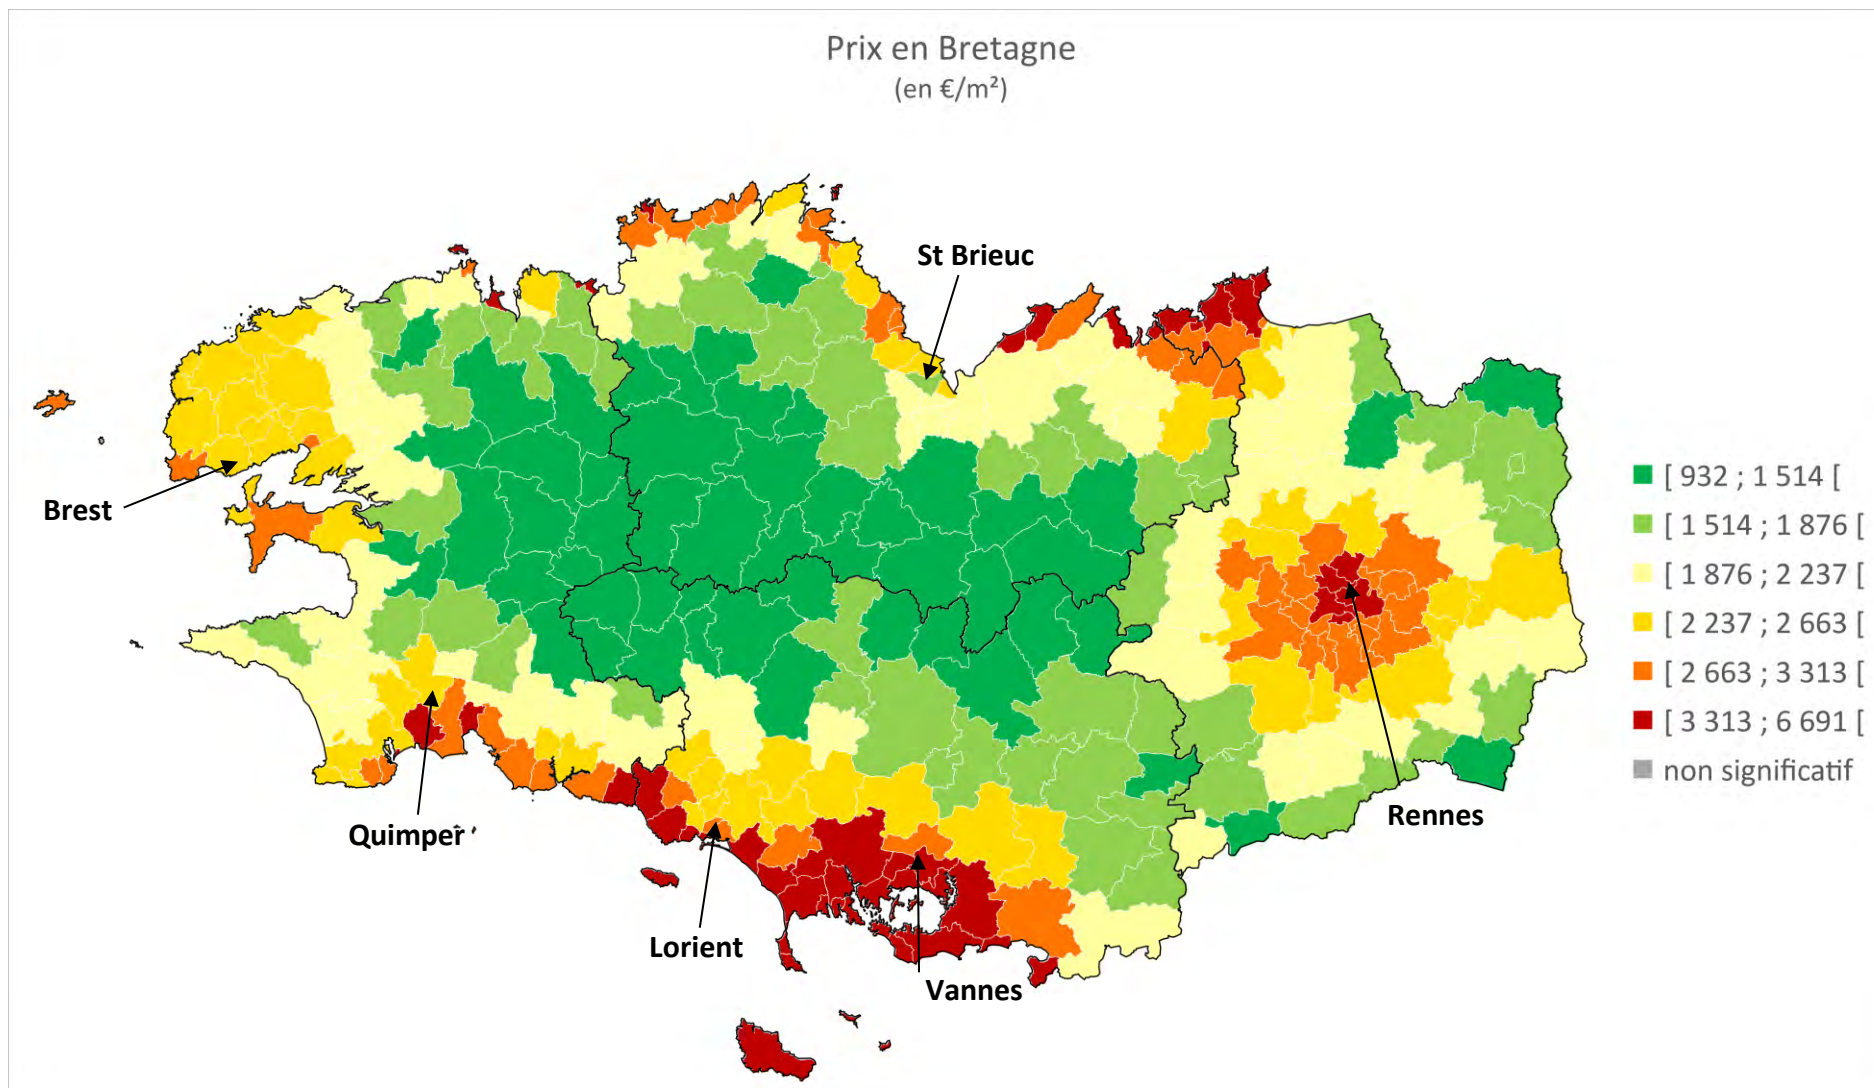 Prix en Bretagne
(en €/m²)
St Brieuc
Brest
[ 932 ; 1 514 [
[ 1 514 ; 1 876 [
[ 1 876 ; 2 237 [
[ 2 237 ; 2 663 [
[ 2 663 ; 3 313 [
[ 3 313 ; 6 691 [
non significatif
Rennes
Quimper
Lorient
Vannes